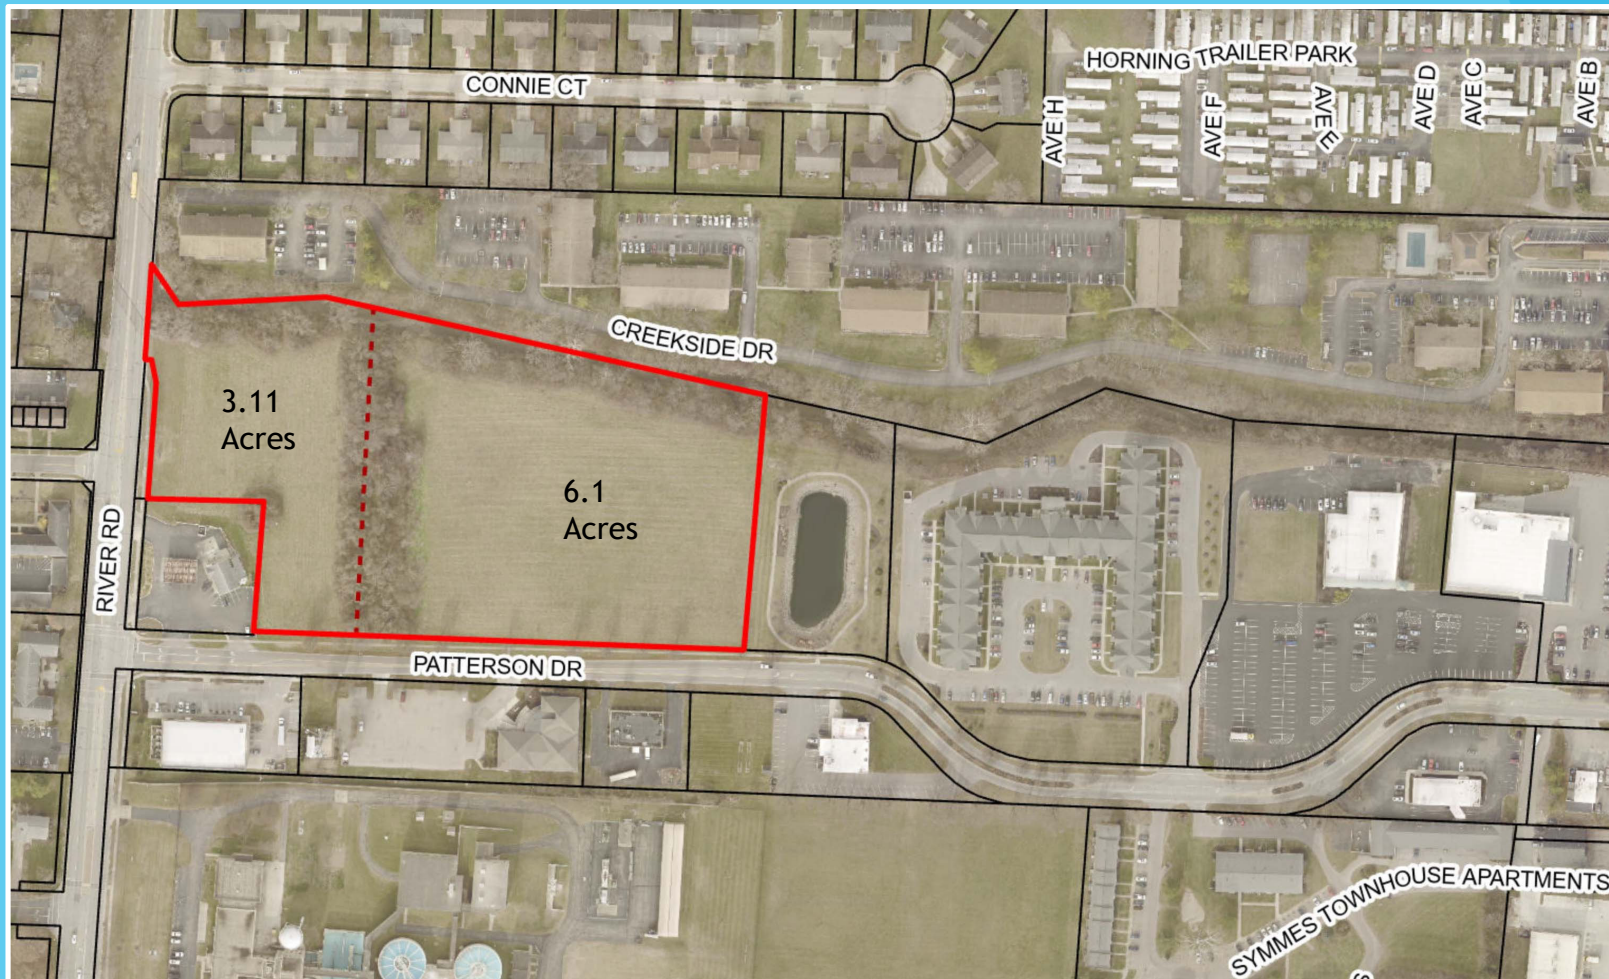 HORNING TRAILER PARK
CONNIE CT
AVE H
AVE F
AVE E
AVE D
AVE C
AVE B
CREEKSIDE DR
3.11
Acres
6.1
Acres
RIVER RD
PATTERSON DR
SYMMES TOWNHOUSE APARTMENTS
S